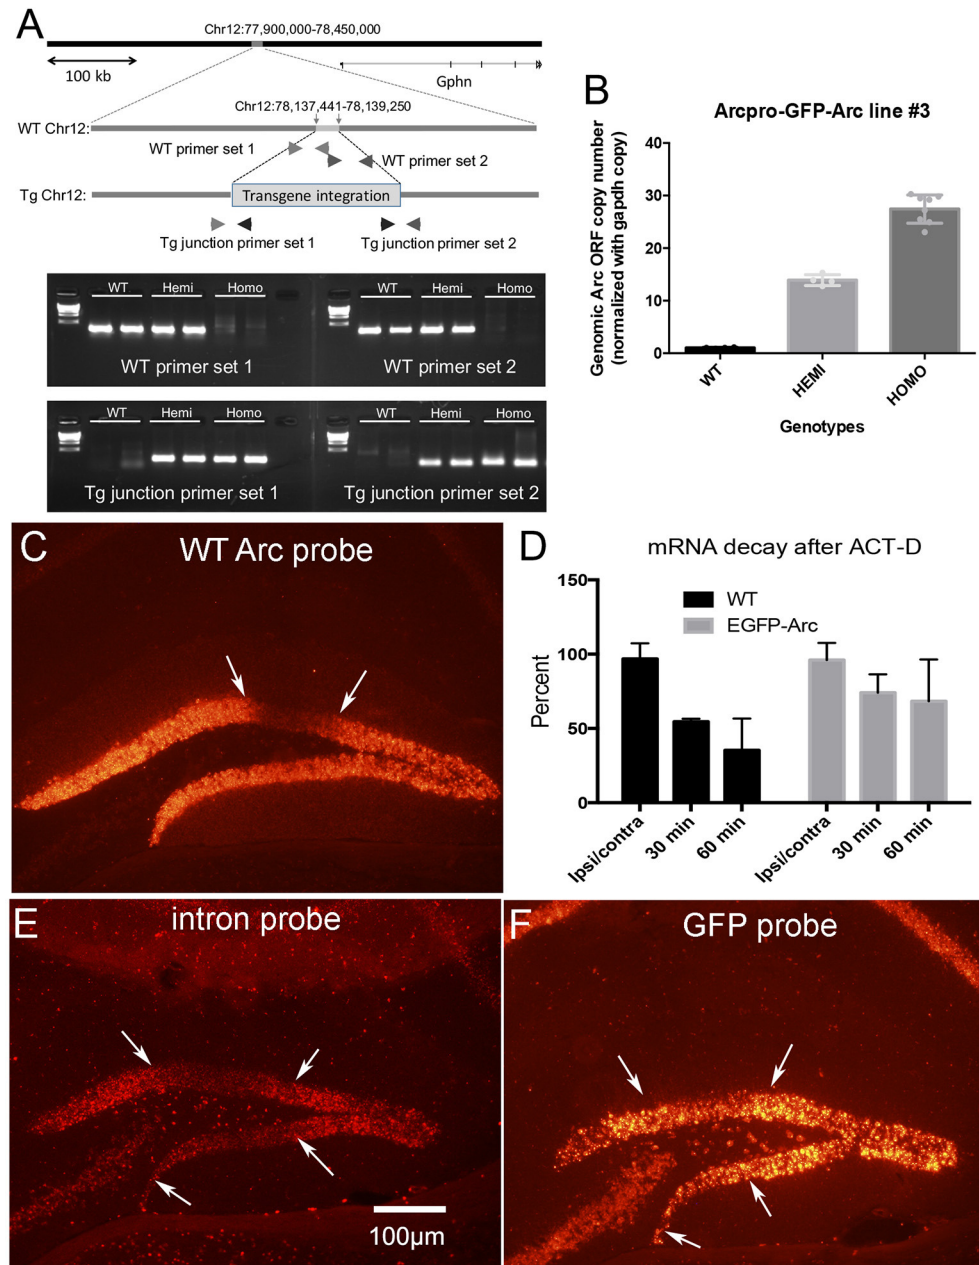 A
Chr12:77,900,000-78,450,000
100 kb
Gphn
Chr12:78,137,441-78,139,250
WT Chr12:
WT primer set 1
WT primer set 2
Tg Chr12:
Transgene integration
Tg junction primer set 1
Tg junction primer set 2
WT Hemi Homo
WT Hemi Homo
WT primer set 1
WT primer set 2
WT Hemi Homo
WT Hemi Homo
Tg junction primer set 1
Tg junction primer set 2
B
Arcpro-GFP-Arc line #3
Genomic Arc ORF copy number
(normalized with gapdh copy)
40
30
20
10
0
WT
HEMI
HOMO
Genotypes
C
WT Arc probe
D
mRNA decay after ACT-D
WT
EGFP-Arc
Percent
150
100
50
0
Ipsi/contra
30 min
60 min
Ipsi/contra
30 min
60 min
E
intron probe
100µm
F
GFP probe